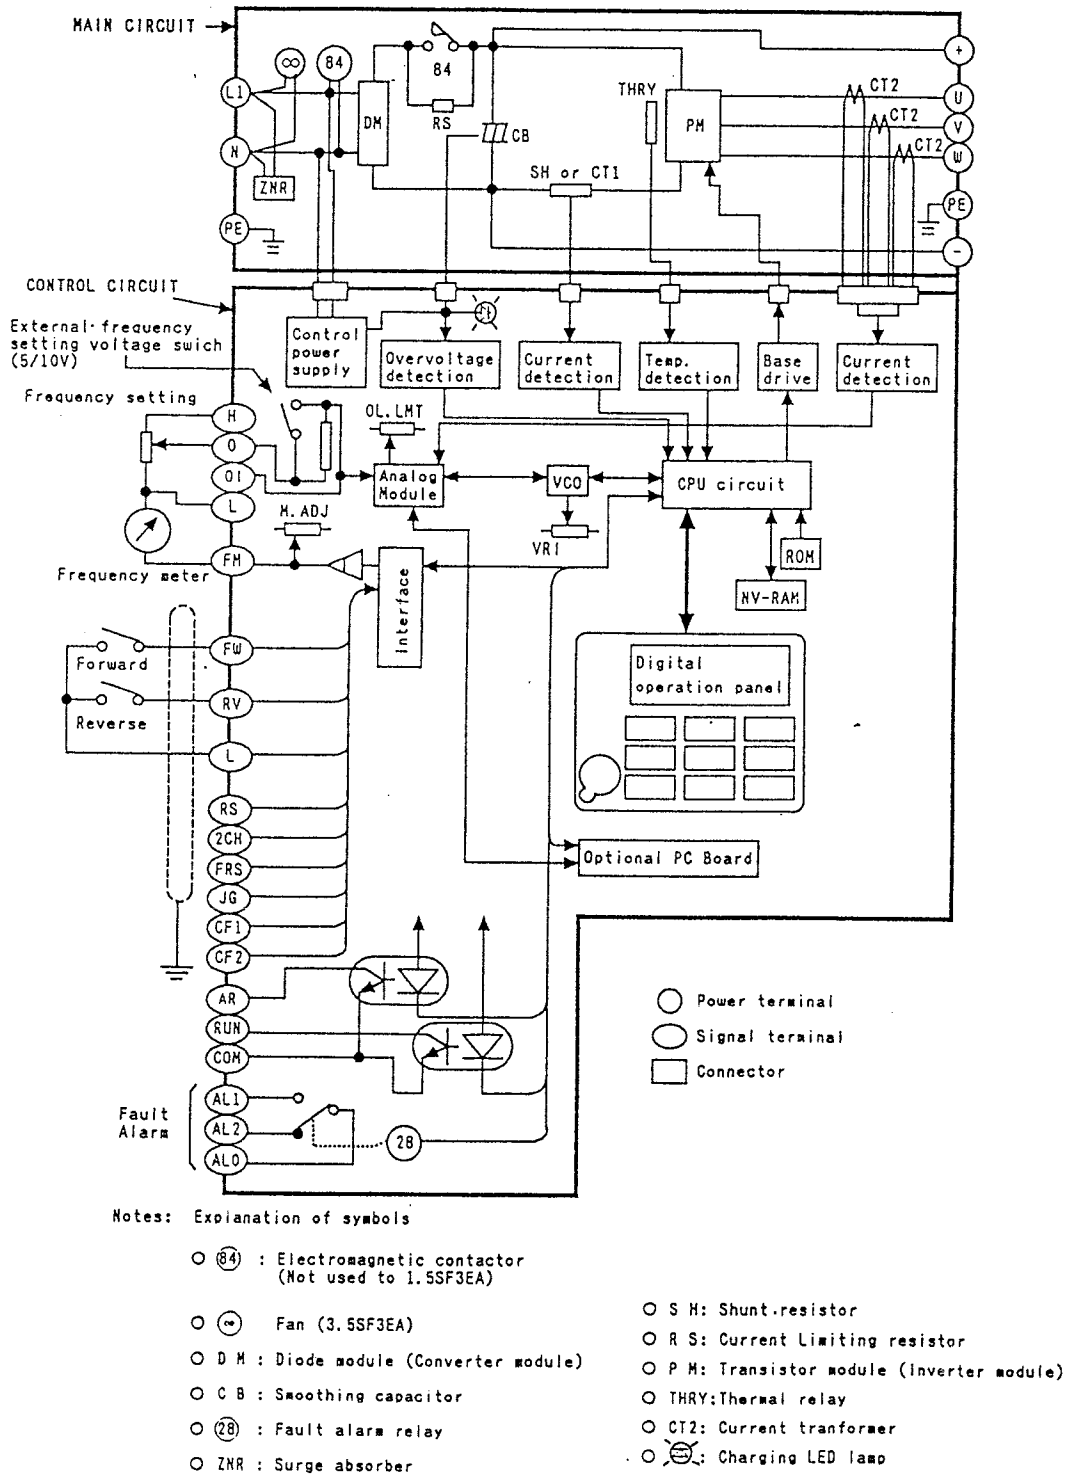 MAIN CIRCUIT
84
84
L1
DM
RS
CB
THRY
PM
CT2
CT2
CT2
+
U
V
W
N
ZNR
SH or CT1
PE
PE
-
CONTROL CIRCUIT
External·frequency
setting voltage swich
(5/10V)
Frequency setting
Control
power
supply
Overvoltage
detection
Current
detection
Temp.
detection
Base
drive
Current
detection
H
O
OI
L
OL.LMT
Analog
Module
VCO
CPU circuit
M.ADJ
VR1
ROM
NV-RAM
FM
Frequency meter
Interface
Forward
FW
Reverse
RV
L
Digital
operation panel
RS
2CH
FRS
JG
CF1
CF2
Optional PC Board
AR
RUN
COM
Power terminal
Signal terminal
Connector
Fault
Alarm
AL1
AL2
AL0
28
Notes: Explanation of symbols
84 : Electromagnetic contactor
(Not used to 1.5SF3EA)
Fan (3.5SF3EA)
D M : Diode module (Converter module)
C B : Smoothing capacitor
28 : Fault alarm relay
ZNR : Surge absorber
S H: Shunt.resistor
R S: Current Limiting resistor
P M: Transistor module (Inverter module)
THRY:Thermal relay
CT2: Current tranformer
: Charging LED lamp